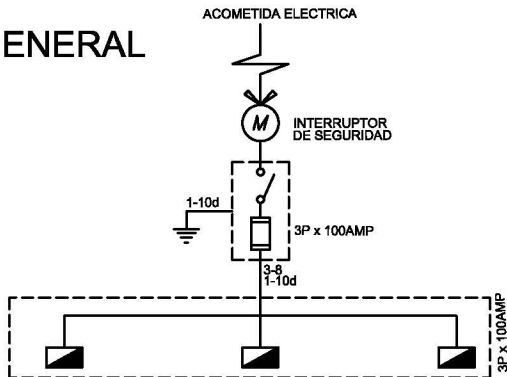 ACOMETIDA ELECTRICA
ENERAL
M
INTERRUPTOR
DE SEGURIDAD
1-10d
3P x 100AMP
3-8
1-10d
3P x 100AMP